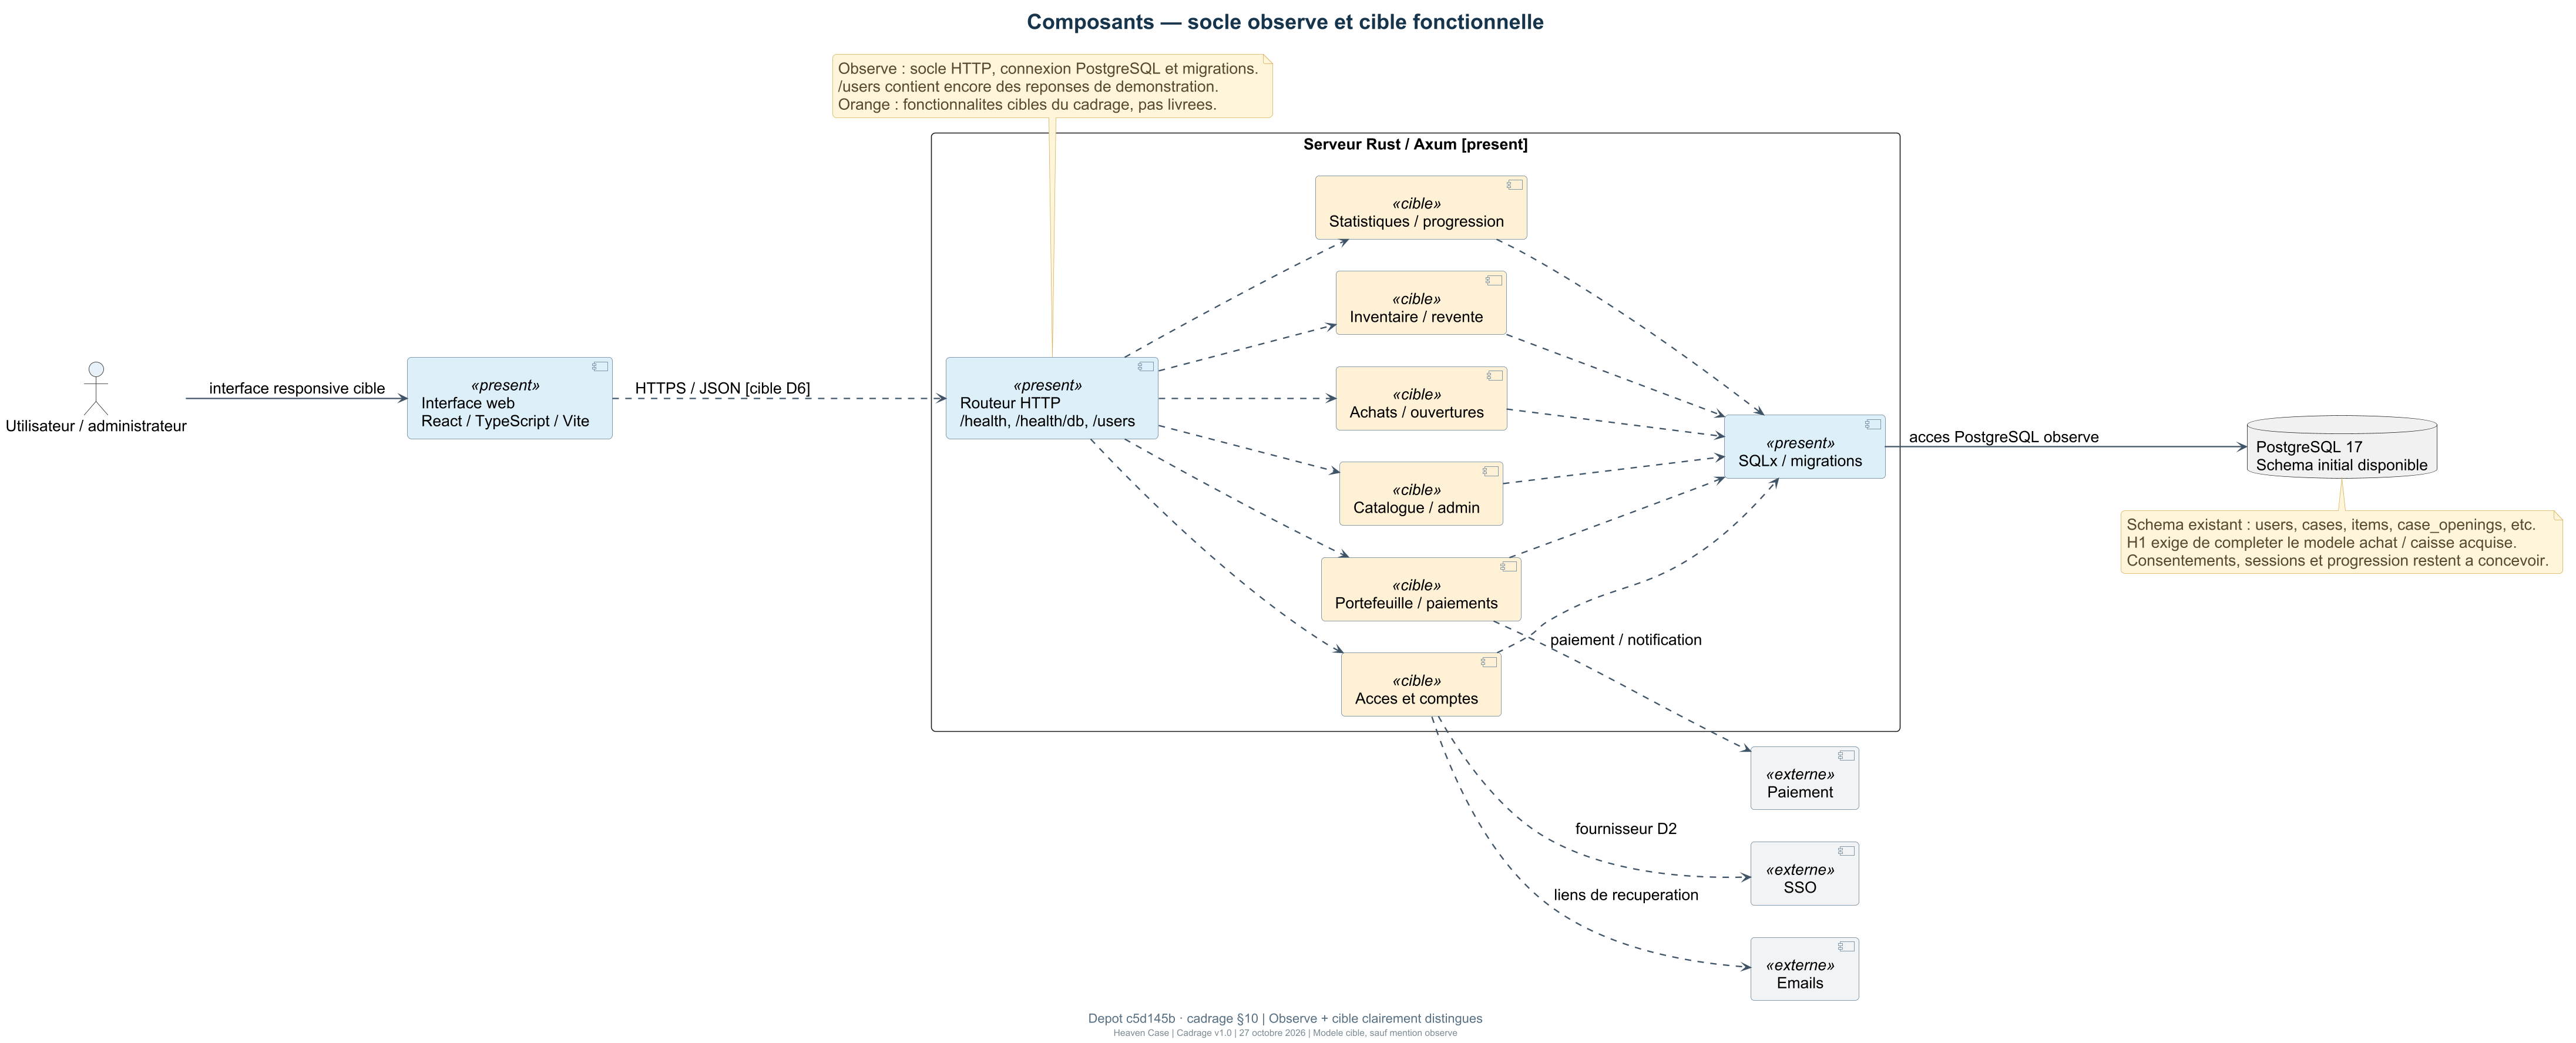 Composants — socle observe et cible fonctionnelle
Observe : socle HTTP, connexion PostgreSQL et migrations.
/users contient encore des reponses de demonstration.
Orange : fonctionnalites cibles du cadrage, pas livrees.
Serveur Rust / Axum [present]
«cible»
Statistiques / progression
«cible»
Inventaire / revente
Utilisateur / administrateur
interface responsive cible
«present»
Interface web
React / TypeScript / Vite
HTTPS / JSON [cible D6]
«present»
Routeur HTTP
/health, /health/db, /users
«cible»
Achats / ouvertures
«cible»
Catalogue / admin
«present»
SQLx / migrations
acces PostgreSQL observe
PostgreSQL 17
Schema initial disponible
Schema existant : users, cases, items, case_openings, etc.
H1 exige de completer le modele achat / caisse acquise.
Consentements, sessions et progression restent a concevoir.
«cible»
Portefeuille / paiements
paiement / notification
«cible»
Acces et comptes
«externe»
Paiement
fournisseur D2
«externe»
SSO
liens de recuperation
«externe»
Emails
Depot c5d145b · cadrage §10 | Observe + cible clairement distingues
Heaven Case | Cadrage v1.0 | 27 octobre 2026 | Modele cible, sauf mention observe